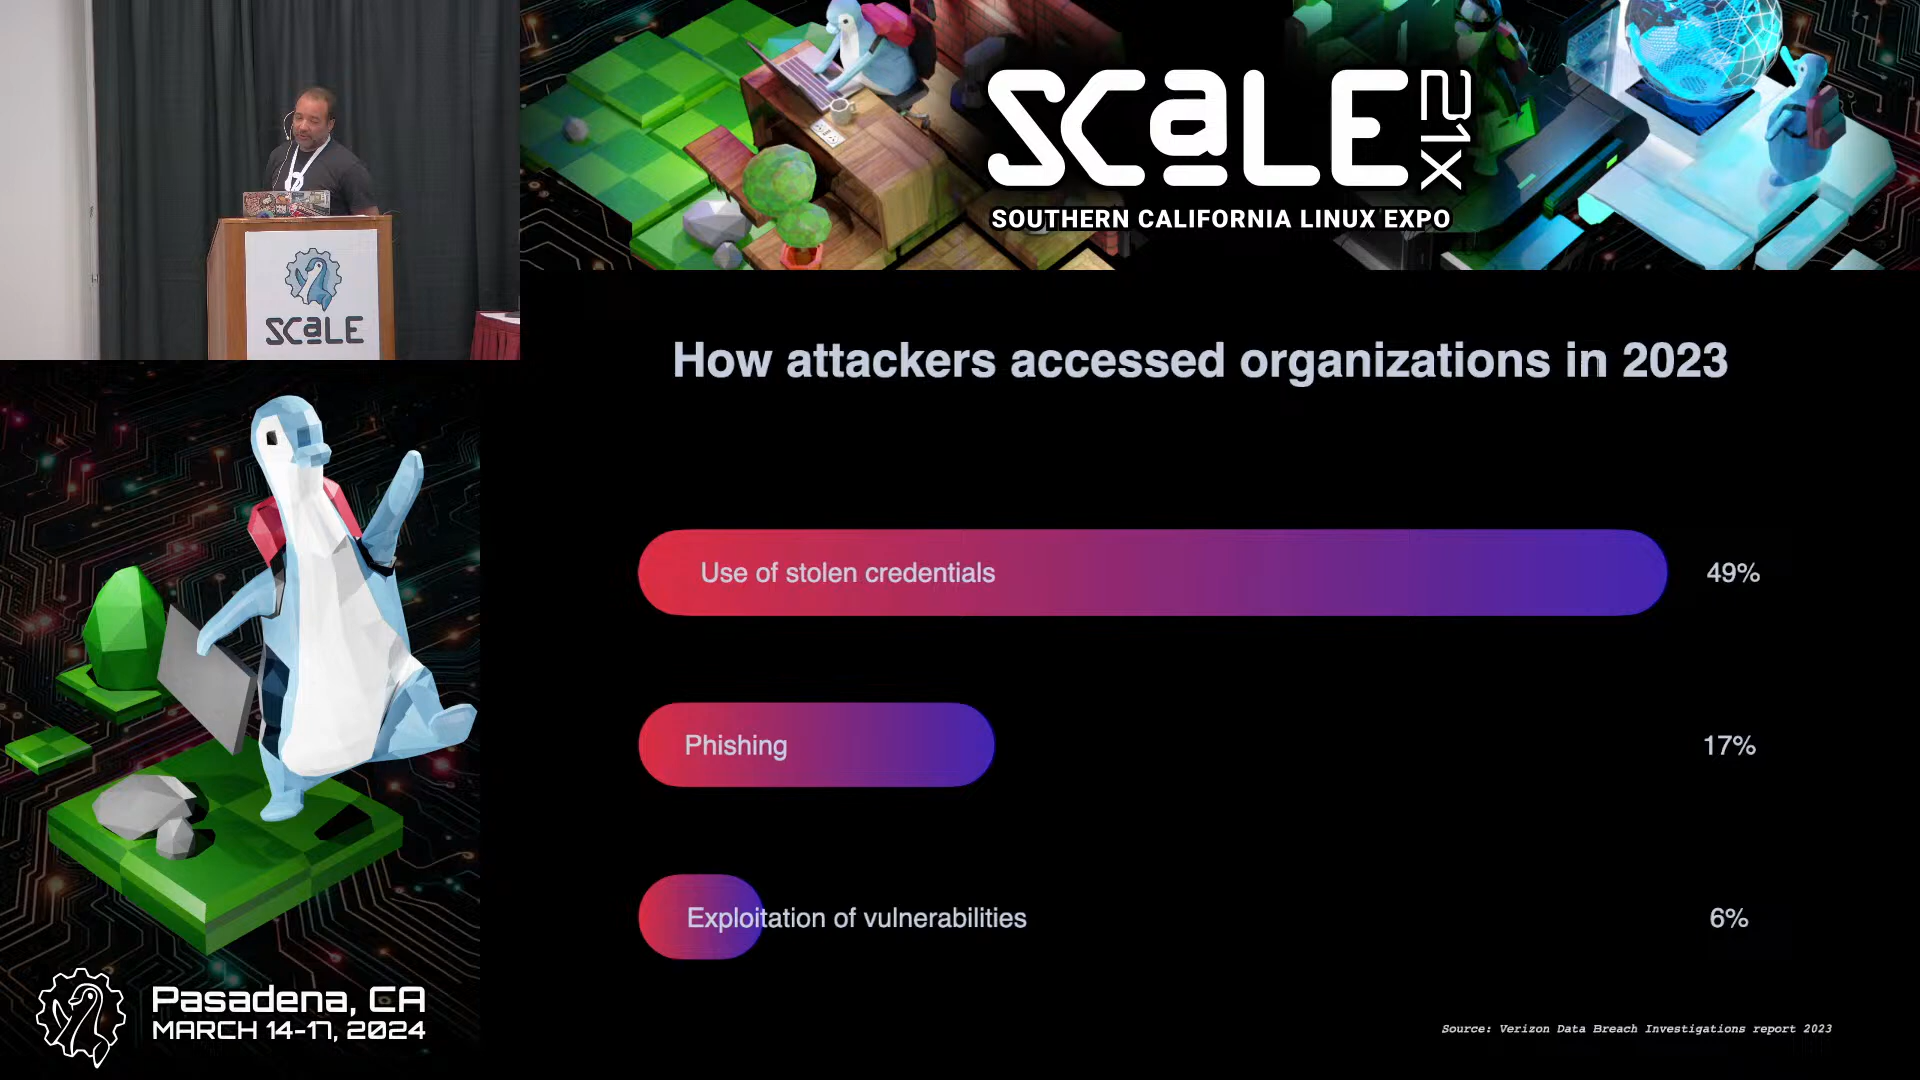 SCaLE
21X
SOUTHERN CALIFORNIA LINUX EXPO
SCaLE
How attackers accessed organizations in 2023
Use of stolen credentials 49%
Phishing 17%
Exploitation of vulnerabilities 6%
Source: Verizon Data Breach Investigations report 2023
Pasadena, CA
MARCH 14-17, 2024